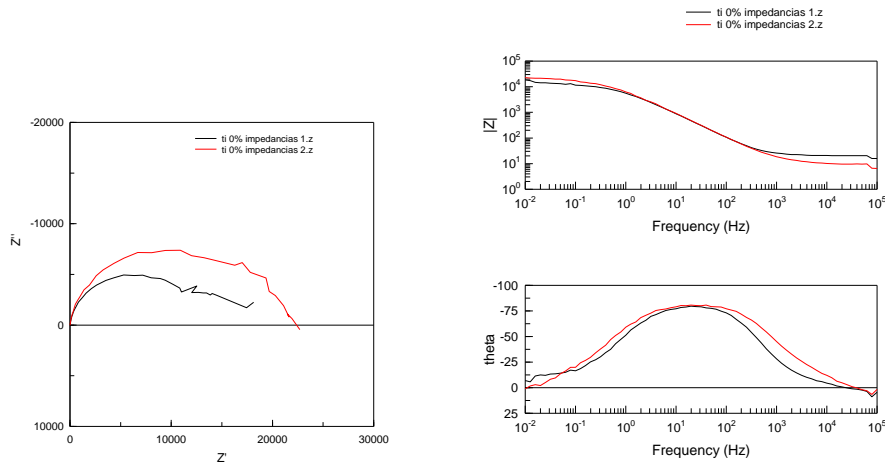 ti 0% impedancias 1.z
ti 0% impedancias 2.z
10^5
10^4
10^3
10^2
10^1
10^0
|Z|
10^-2 10^-1 10^0 10^1 10^2 10^3 10^4 10^5
Frequency (Hz)
-20000
-10000
0
10000
Z''
ti 0% impedancias 1.z
ti 0% impedancias 2.z
0 10000 20000 30000
Z'
-100
-75
-50
-25
0
25
theta
10^-2 10^-1 10^0 10^1 10^2 10^3 10^4 10^5
Frequency (Hz)